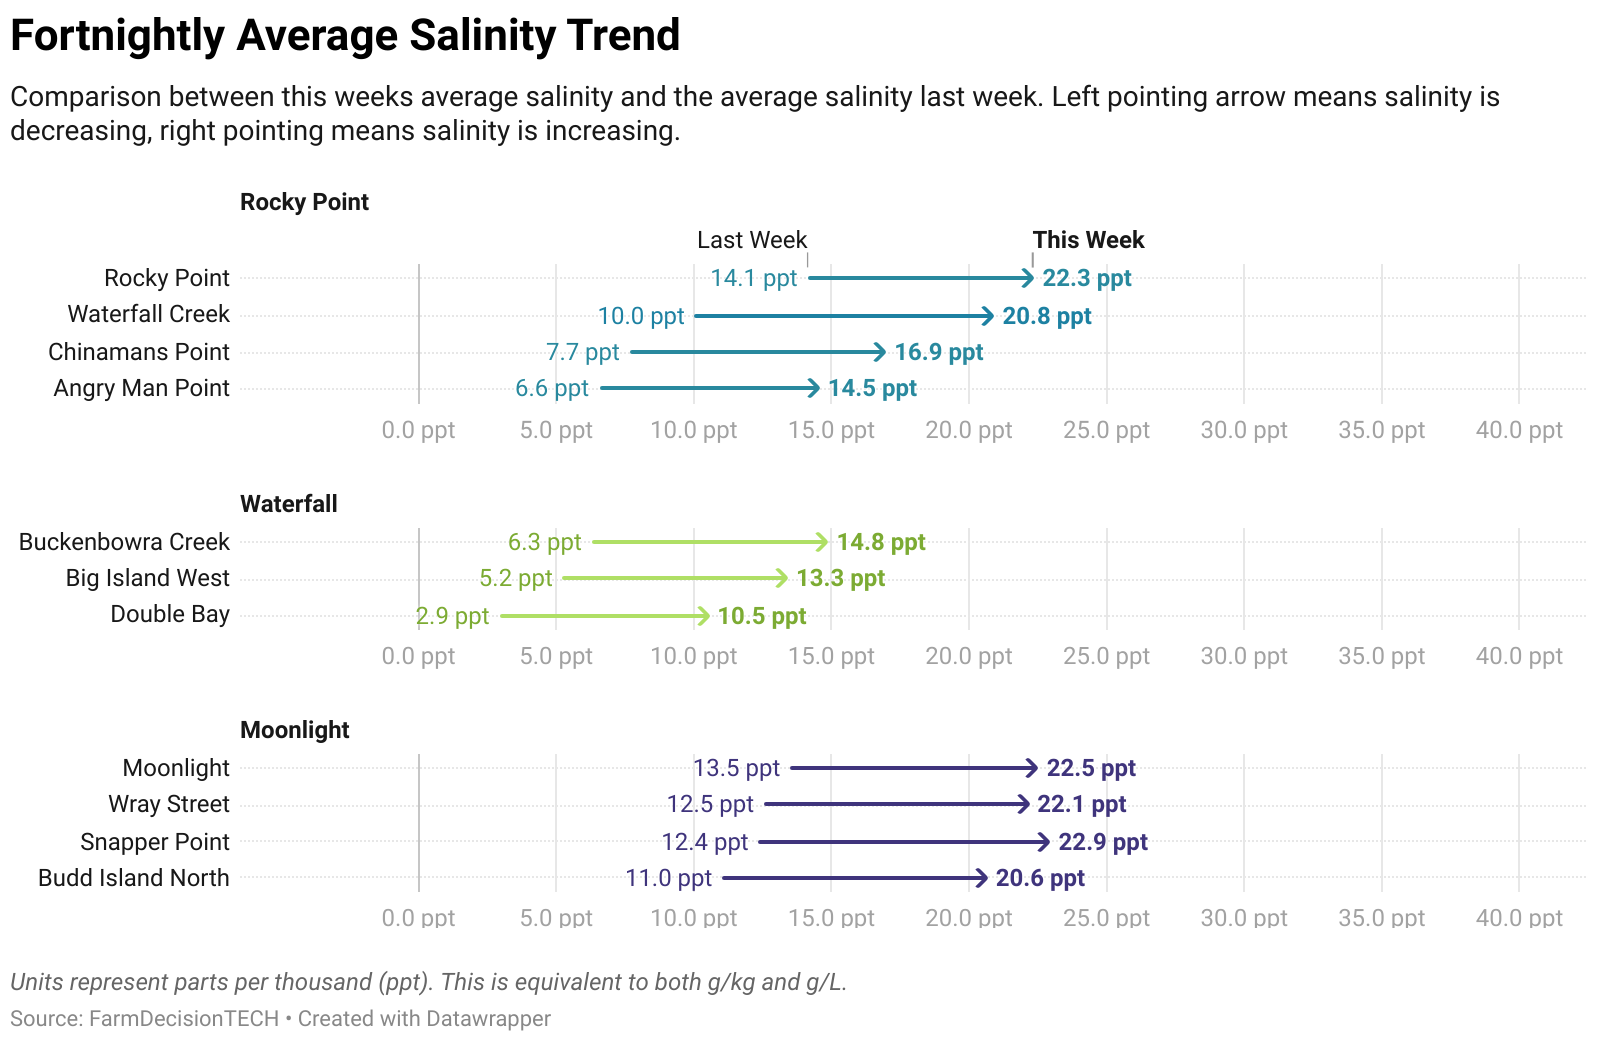 Fortnightly Average Salinity Trend
Comparison between this weeks average salinity and the average salinity last week. Left pointing arrow means salinity is
decreasing, right pointing means salinity is increasing.
Rocky Point
Last Week This Week
Rocky Point 14.1 ppt 22.3 ppt
Waterfall Creek 10.0 ppt 20.8 ppt
Chinamans Point 7.7 ppt 16.9 ppt
Angry Man Point 6.6 ppt 14.5 ppt
0.0 ppt 5.0 ppt 10.0 ppt 15.0 ppt 20.0 ppt 25.0 ppt 30.0 ppt 35.0 ppt 40.0 ppt
Waterfall
Buckenbowra Creek 6.3 ppt 14.8 ppt
Big Island West 5.2 ppt 13.3 ppt
Double Bay 2.9 ppt 10.5 ppt
0.0 ppt 5.0 ppt 10.0 ppt 15.0 ppt 20.0 ppt 25.0 ppt 30.0 ppt 35.0 ppt 40.0 ppt
Moonlight
Moonlight 13.5 ppt 22.5 ppt
Wray Street 12.5 ppt 22.1 ppt
Snapper Point 12.4 ppt 22.9 ppt
Budd Island North 11.0 ppt 20.6 ppt
0.0 ppt 5.0 ppt 10.0 ppt 15.0 ppt 20.0 ppt 25.0 ppt 30.0 ppt 35.0 ppt 40.0 ppt
Units represent parts per thousand (ppt). This is equivalent to both g/kg and g/L.
Source: FarmDecisionTECH • Created with Datawrapper